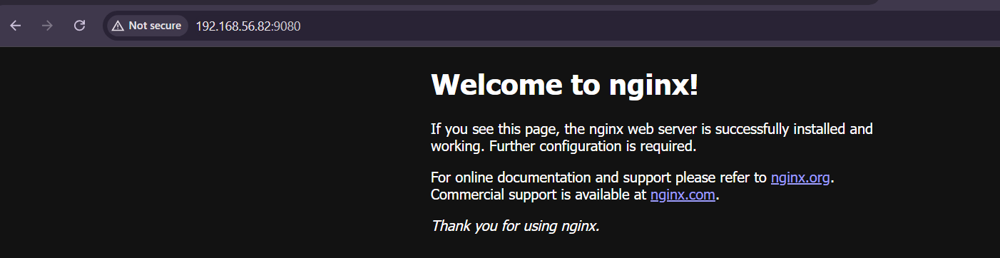 Not secure 192.168.56.82:9080
Welcome to nginx!
If you see this page, the nginx web server is successfully installed and
working. Further configuration is required.
For online documentation and support please refer to nginx.org.
Commercial support is available at nginx.com.
Thank you for using nginx.